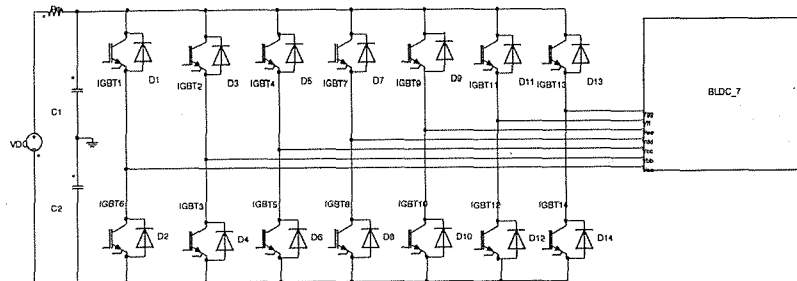 IGBT1
D1
IGBT2
D3
IGBT4
D5
IGBT7
D7
IGBT9
D9
IGBT11
D11
IGBT13
D13
BLDC_7
C1
VDC
C2
IGBT6
D2
IGBT3
D4
IGBT5
D6
IGBT8
D8
IGBT10
D10
IGBT12
D12
IGBT14
D14